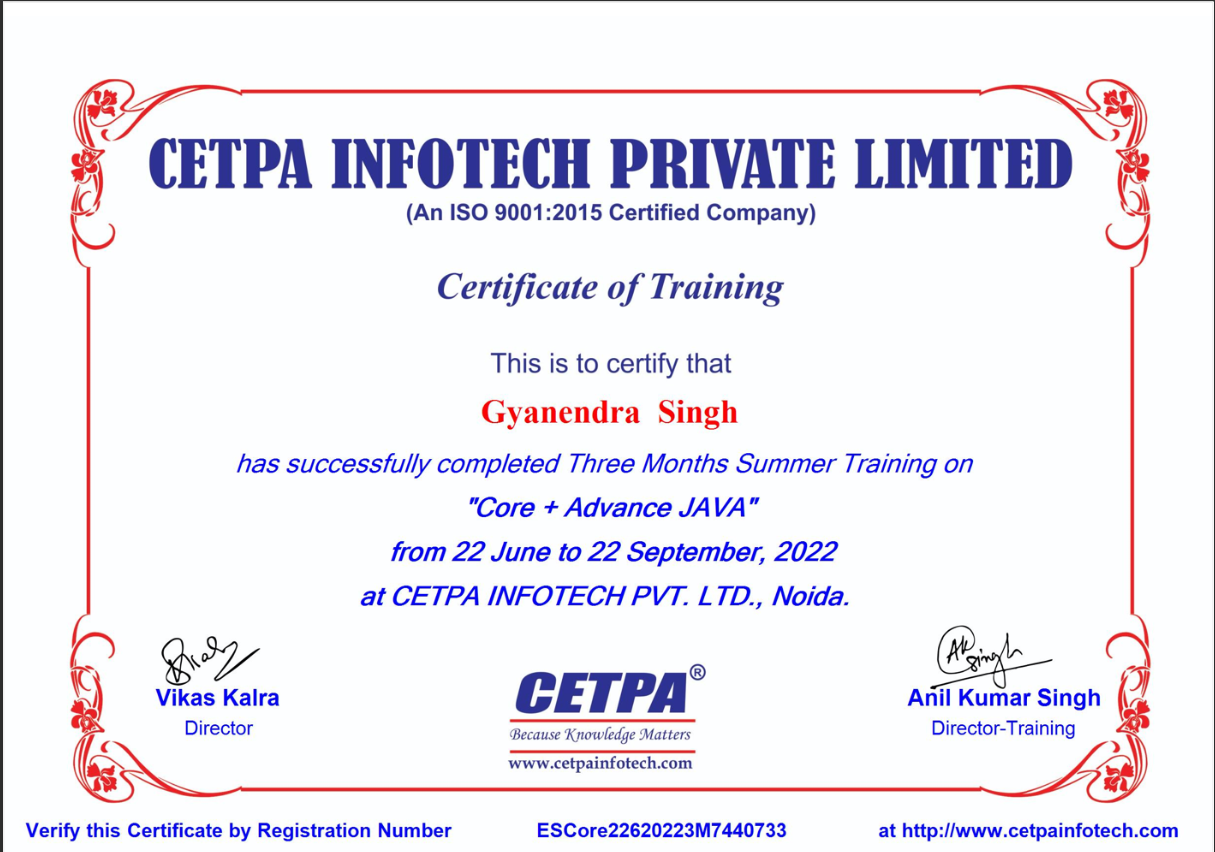 CETPA INFOTECH PRIVATE LIMITED
(An ISO 9001:2015 Certified Company)
Certificate of Training
This is to certify that
Gyanendra Singh
has successfully completed Three Months Summer Training on
"Core + Advance JAVA"
from 22 June to 22 September, 2022
at CETPA INFOTECH PVT. LTD., Noida.
Vikas Kalra
Director
CETPA®
Because Knowledge Matters
www.cetpainfotech.com
AK Singh
Anil Kumar Singh
Director-Training
Verify this Certificate by Registration Number ESCore22620223M7440733 at http://www.cetpainfotech.com